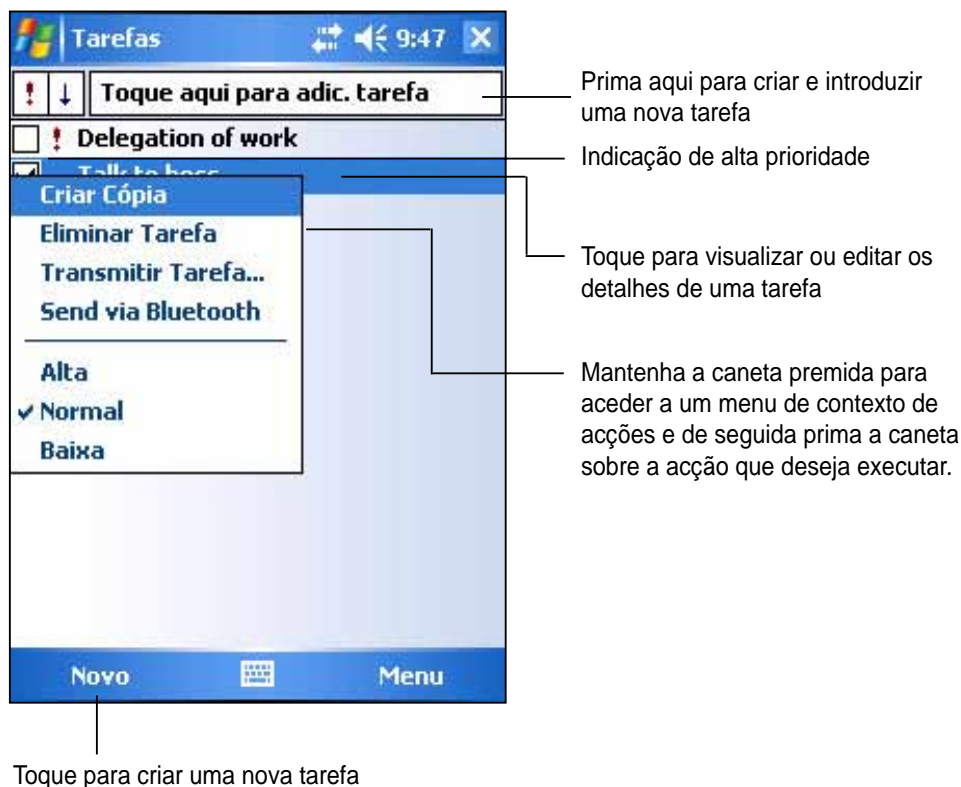 Tarefas 9:47
! ↓ Toque aqui para adic. tarefa
! Delegation of work
Talk to boss
Criar Cópia
Eliminar Tarefa
Transmitir Tarefa...
Send via Bluetooth
Alta
Normal
Baixa
Novo Menu
Prima aqui para criar e introduzir
uma nova tarefa
Indicação de alta prioridade
Toque para visualizar ou editar os
detalhes de uma tarefa
Mantenha a caneta premida para
aceder a um menu de contexto de
acções e de seguida prima a caneta
sobre a acção que deseja executar.
Toque para criar uma nova tarefa